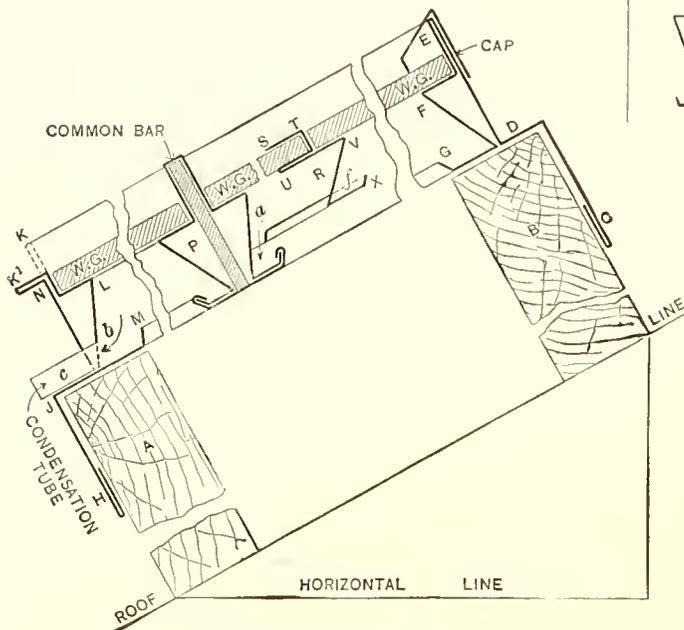 E
CAP
W.G.
F
COMMON BAR
T
S
D
V
G
W.G.
U
R
f
X
a
K
B
C
P
K¹
W.G.
N
L
b
M
LINE
I
c
J
A
CONDENSATION
TUBE
H
HORIZONTAL LINE
ROOF